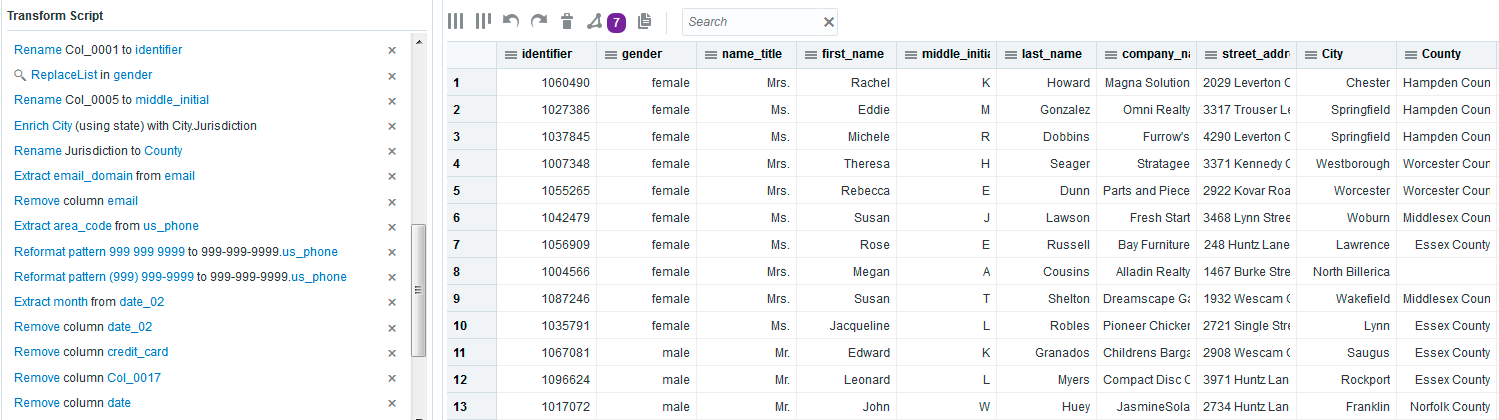 Transform Script
Rename Col_0001 to identifier
ReplaceList in gender
Rename Col_0005 to middle_initial
Enrich City (using state) with City.Jurisdiction
Rename Jurisdiction to County
Extract email_domain from email
Remove column email
Extract area_code from us_phone
Reformat pattern 999 999 9999 to 999-999-9999.us_phone
Reformat pattern (999) 999-9999 to 999-999-9999.us_phone
Extract month from date_02
Remove column date_02
Remove column credit_card
Remove column Col_0017
Remove column date
7 Search
identifier gender name_title first_name middle_initia last_name company_na street_addr City County
1 1060490 female Mrs. Rachel K Howard Magna Solution 2029 Leverton C Chester Hampden Coun
2 1027386 female Ms. Eddie M Gonzalez Omni Realty 3317 Trouser Le Springfield Hampden Coun
3 1037845 female Ms. Michele R Dobbins Furrow's 4290 Leverton C Springfield Hampden Coun
4 1007348 female Mrs. Theresa H Seager Stratagee 3371 Kennedy C Westborough Worcester Coun
5 1055265 female Mrs. Rebecca E Dunn Parts and Piece 2922 Kovar Roa Worcester Worcester Coun
6 1042479 female Ms. Susan J Lawson Fresh Start 3468 Lynn Stree Woburn Middlesex Coun
7 1056909 female Ms. Rose E Russell Bay Furniture 248 Huntz Lane Lawrence Essex County
8 1004566 female Mrs. Megan A Cousins Alladin Realty 1467 Burke Stre North Billerica
9 1087246 female Mrs. Susan T Shelton Dreamscape Ga 1932 Wescam C Wakefield Middlesex Coun
10 1035791 female Ms. Jacqueline L Robles Pioneer Chicken 2721 Single Stre Lynn Essex County
11 1067081 male Mr. Edward K Granados Childrens Barga 2908 Wescam C Saugus Essex County
12 1096624 male Mr. Leonard L Myers Compact Disc C 3971 Huntz Lan Rockport Essex County
13 1017072 male Mr. John W Huey JasmineSola 2734 Huntz Lan Franklin Norfolk County